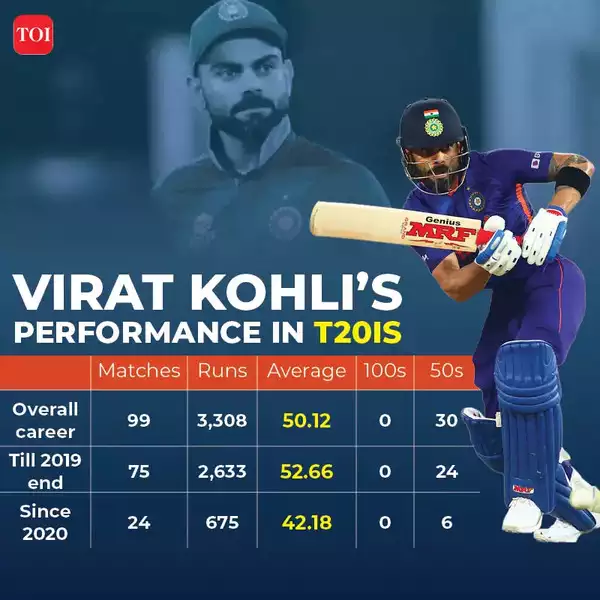 TOI
Genius
MRF
VIRAT KOHLI'S
PERFORMANCE IN T20IS
Matches Runs Average 100s 50s
Overall career 99 3,308 50.12 0 30
Till 2019 end 75 2,633 52.66 0 24
Since 2020 24 675 42.18 0 6
MRF